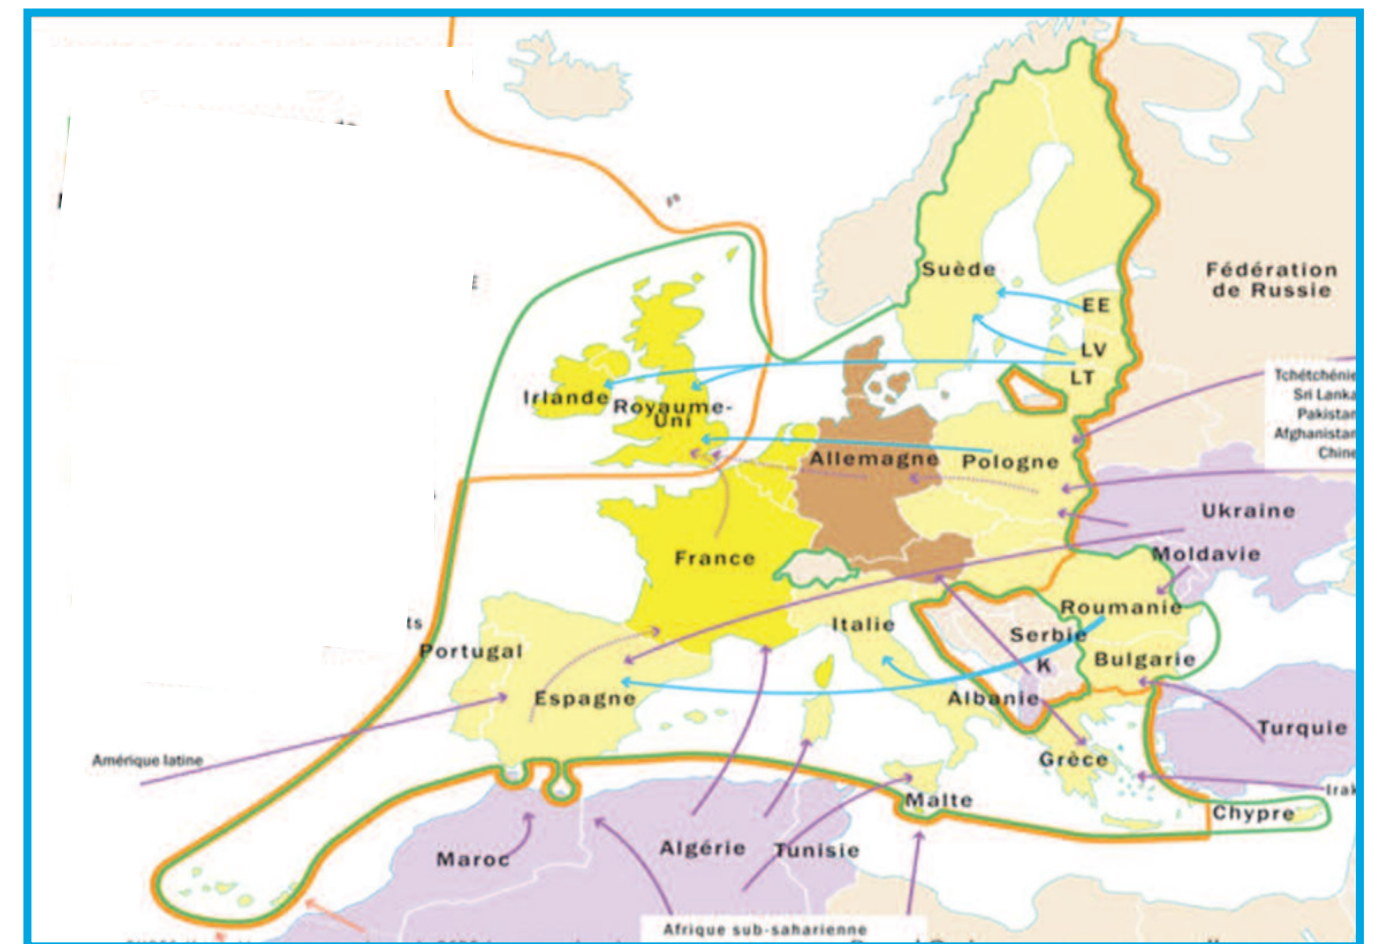 Suède
Fédération
de Russie
EE
LV
LT
Tchétchénie
Sri Lanka
Pakistan
Afghanistan
Chine
Irlande
Royaume-
Uni
Allemagne
Pologne
Ukraine
France
Moldavie
Roumanie
Italie
Serbie
ts
Portugal
K
Bulgarie
Espagne
Albanie
Turquie
Amérique latine
Grèce
Irak
Malte
Chypre
Maroc
Algérie
Tunisie
Afrique sub-saharienne